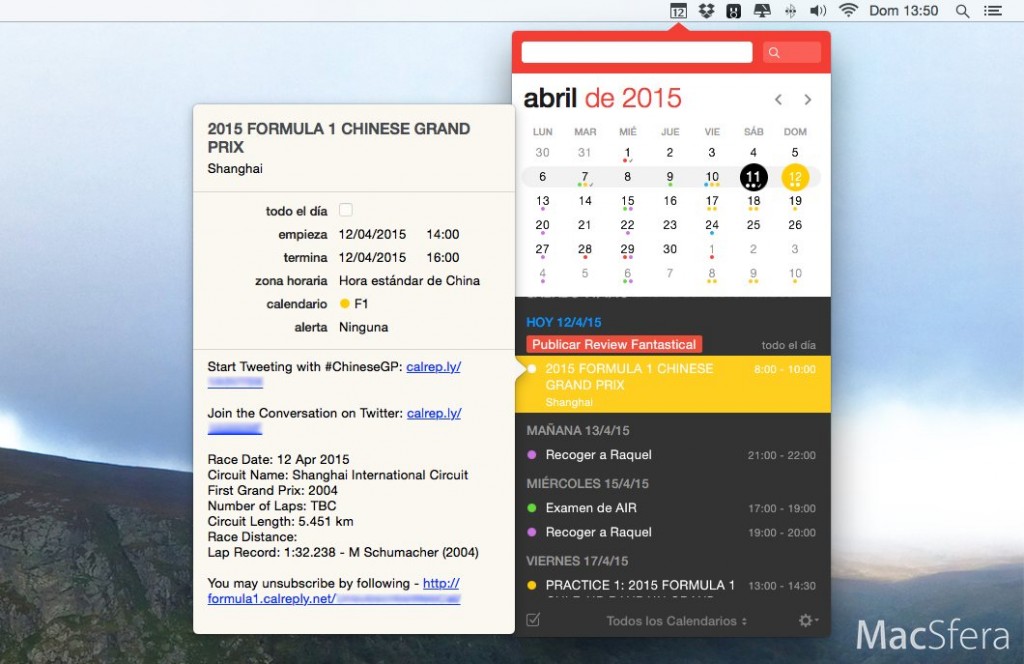 12 Dom 13:50
abril de 2015
LUN MAR MIÉ JUE VIE SÁB DOM
30 31 1 2 3 4 5
6 7 8 9 10 11 12
13 14 15 16 17 18 19
20 21 22 23 24 25 26
27 28 29 30 1 2 3
4 5 6 7 8 9 10
HOY 12/4/15
Publicar Review Fantastical todo el día
2015 FORMULA 1 CHINESE 8:00 - 10:00
GRAND PRIX
Shanghai
MAÑANA 13/4/15
Recoger a Raquel 21:00 - 22:00
MIÉRCOLES 15/4/15
Examen de AIR 17:00 - 19:00
Recoger a Raquel 19:00 - 20:00
VIERNES 17/4/15
PRACTICE 1: 2015 FORMULA 1 13:00 - 14:30
Todos los Calendarios
2015 FORMULA 1 CHINESE GRAND
PRIX
Shanghai
todo el día
empieza 12/04/2015 14:00
termina 12/04/2015 16:00
zona horaria Hora estándar de China
calendario F1
alerta Ninguna
Start Tweeting with #ChineseGP: calrep.ly/
Join the Conversation on Twitter: calrep.ly/
Race Date: 12 Apr 2015
Circuit Name: Shanghai International Circuit
First Grand Prix: 2004
Number of Laps: TBC
Circuit Length: 5.451 km
Race Distance:
Lap Record: 1:32.238 - M Schumacher (2004)
You may unsubscribe by following - http://
formula1.calreply.net/
MacSfera